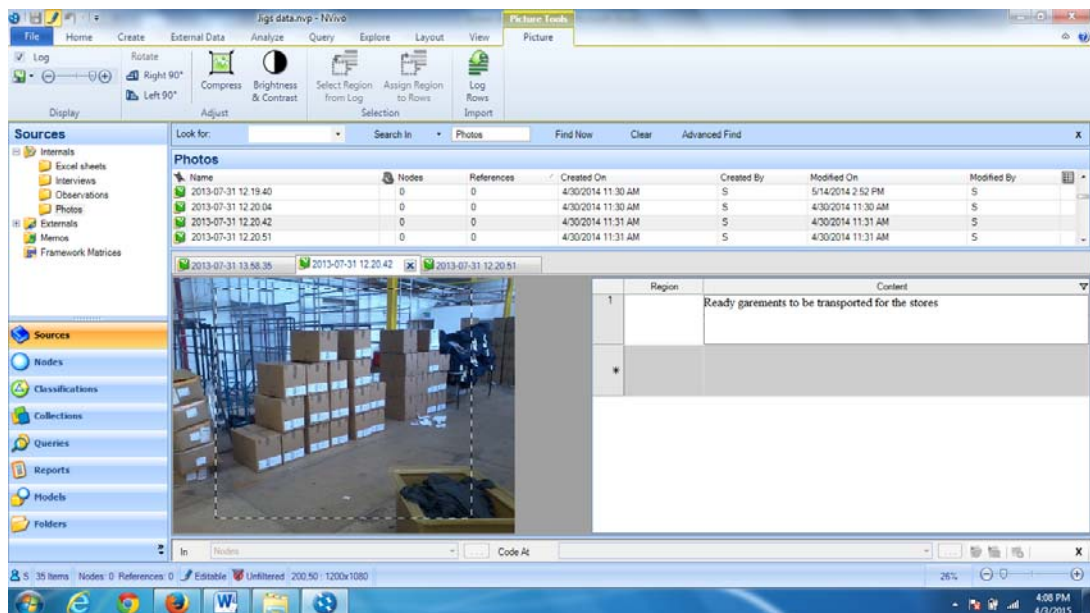 Jigs data.nvp - NVivo
Picture Tools
File Home Create External Data Analyze Query Explore Layout View Picture
Log
Rotate
Right 90°
Left 90°
Compress
Brightness & Contrast
Select Region from Log
Assign Region to Rows
Log Rows
Display Adjust Selection Import
Sources
Look for: Search In Photos Find Now Clear Advanced Find x
Internals
Excel sheets
Interviews
Observations
Photos
Externals
Memos
Framework Matrices
Photos
Name Nodes References Created On Created By Modified On Modified By
2013-07-31 12.19.40 0 0 4/30/2014 11:30 AM S 5/14/2014 2:52 PM S
2013-07-31 12.20.04 0 0 4/30/2014 11:30 AM S 4/30/2014 11:30 AM S
2013-07-31 12.20.42 0 0 4/30/2014 11:31 AM S 4/30/2014 11:31 AM S
2013-07-31 12.20.51 0 0 4/30/2014 11:31 AM S 4/30/2014 11:31 AM S
2013-07-31 13.58.35 2013-07-31 12.20.42 2013-07-31 12.20.51
Region Content
1 Ready garements to be transported for the stores
*
Sources
Nodes
Classifications
Collections
Queries
Reports
Models
Folders
In Nodes ... Code At ... X
S 35 Items Nodes: 0 References: 0 Editable Unfiltered 200,50 : 1200x1080 26%
4:08 PM
4/3/2015